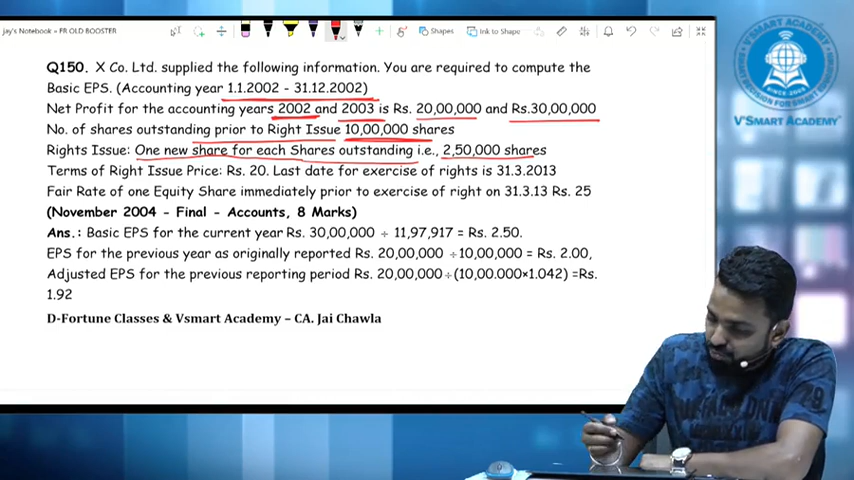 jay's Notebook « FR OLD BOOSTER
Shapes
Ink to Shape
Q150. X Co. Ltd. supplied the following information. You are required to compute the
Basic EPS. (Accounting year 1.1.2002 - 31.12.2002)
Net Profit for the accounting years 2002 and 2003 is Rs. 20,00,000 and Rs.30,00,000
No. of shares outstanding prior to Right Issue 10,00,000 shares
Rights Issue: One new share for each Shares outstanding i.e., 2,50,000 shares
Terms of Right Issue Price: Rs. 20. Last date for exercise of rights is 31.3.2013
Fair Rate of one Equity Share immediately prior to exercise of right on 31.3.13 Rs. 25
(November 2004 - Final - Accounts, 8 Marks)
Ans.: Basic EPS for the current year Rs. 30,00,000 ÷ 11,97,917 = Rs. 2.50.
EPS for the previous year as originally reported Rs. 20,00,000 ÷10,00,000 = Rs. 2.00,
Adjusted EPS for the previous reporting period Rs. 20,00,000÷(10,00.000×1.042) =Rs.
1.92
D-Fortune Classes & Vsmart Academy – CA. Jai Chawla
V'SMART ACADEMY
SINCE-2008
V'SMART ACADEMY
29